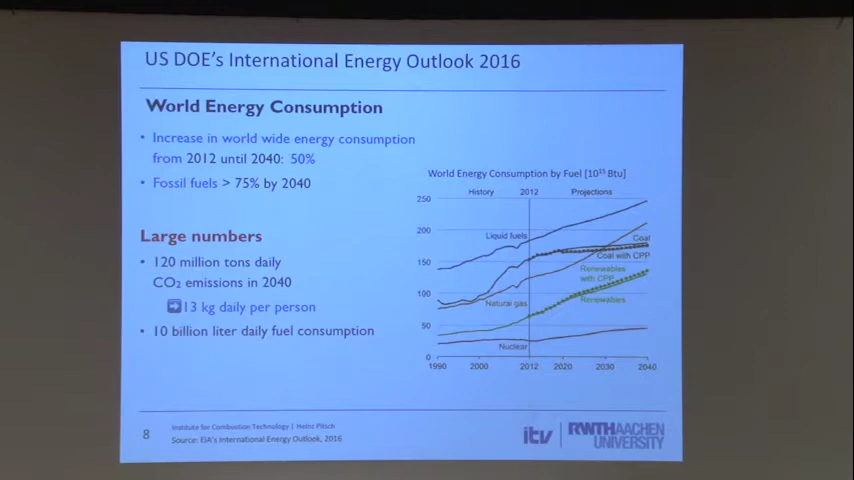 US DOE's International Energy Outlook 2016
World Energy Consumption
• Increase in world wide energy consumption
from 2012 until 2040: 50%
• Fossil fuels > 75% by 2040
Large numbers
• 120 million tons daily
CO₂ emissions in 2040
➡13 kg daily per person
• 10 billion liter daily fuel consumption
World Energy Consumption by Fuel [10¹⁵ Btu]
History 2012 Projections
250
200
150
100
50
0
Liquid fuels
Coal
Coal with CPP
Renewables
with CPP
Natural gas
Renewables
Nuclear
1990 2000 2012 2020 2030 2040
8
Institute for Combustion Technology | Heinz Pitsch
Source: EIA's International Energy Outlook, 2016
itv
RWTHAACHEN
UNIVERSITY